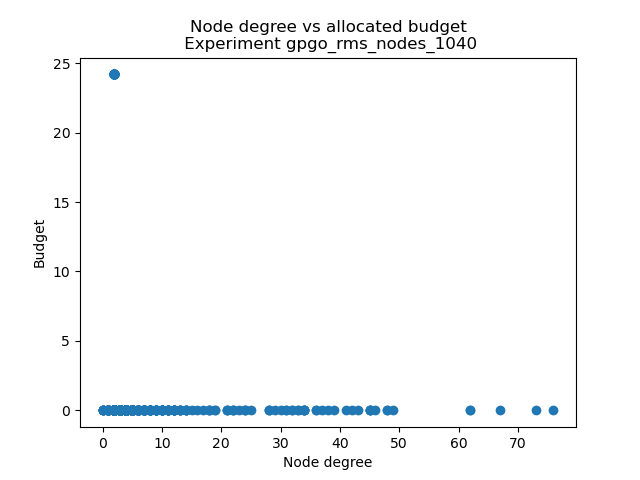 Node degree vs allocated budget
Experiment gpgo_rms_nodes_1040
25
20
15
10
5
0
Budget
0 10 20 30 40 50 60 70
Node degree